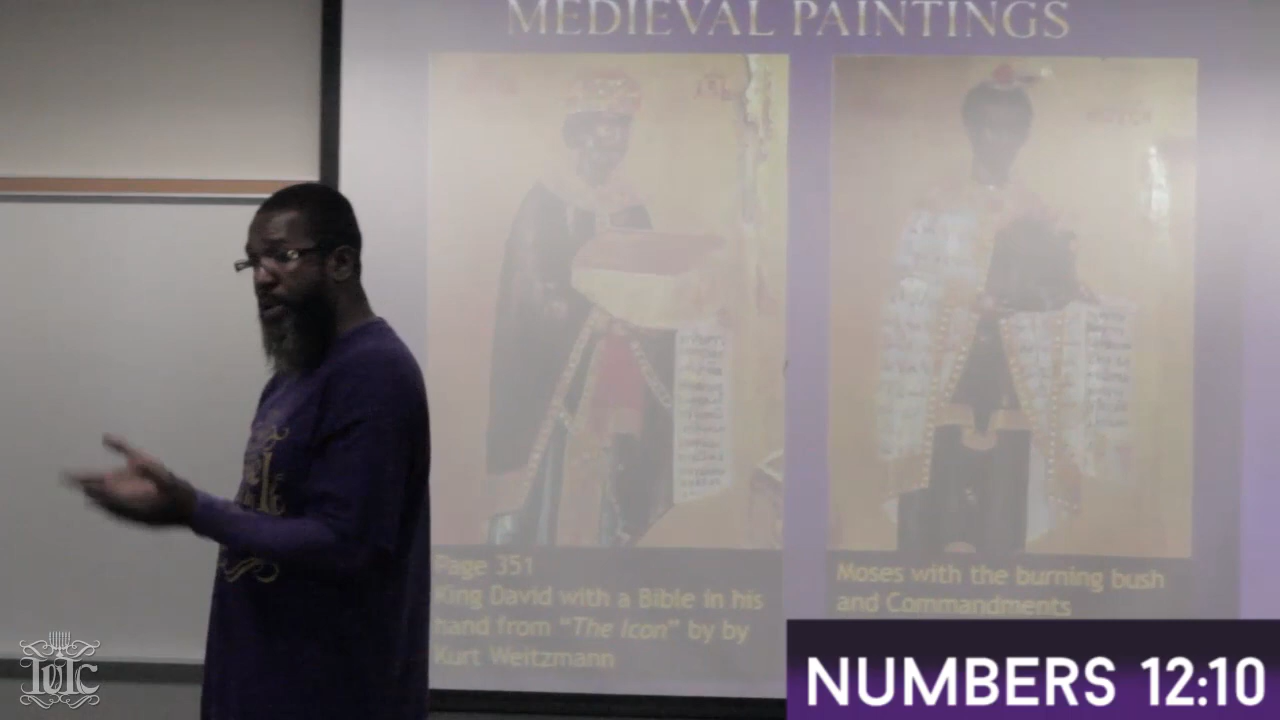 MEDIEVAL PAINTINGS
Page 351
King David with a Bible in his
hand from "The Icon" by by
Kurt Weitzmann
Moses with the burning bush
and Commandments
NUMBERS 12:10
IUIC